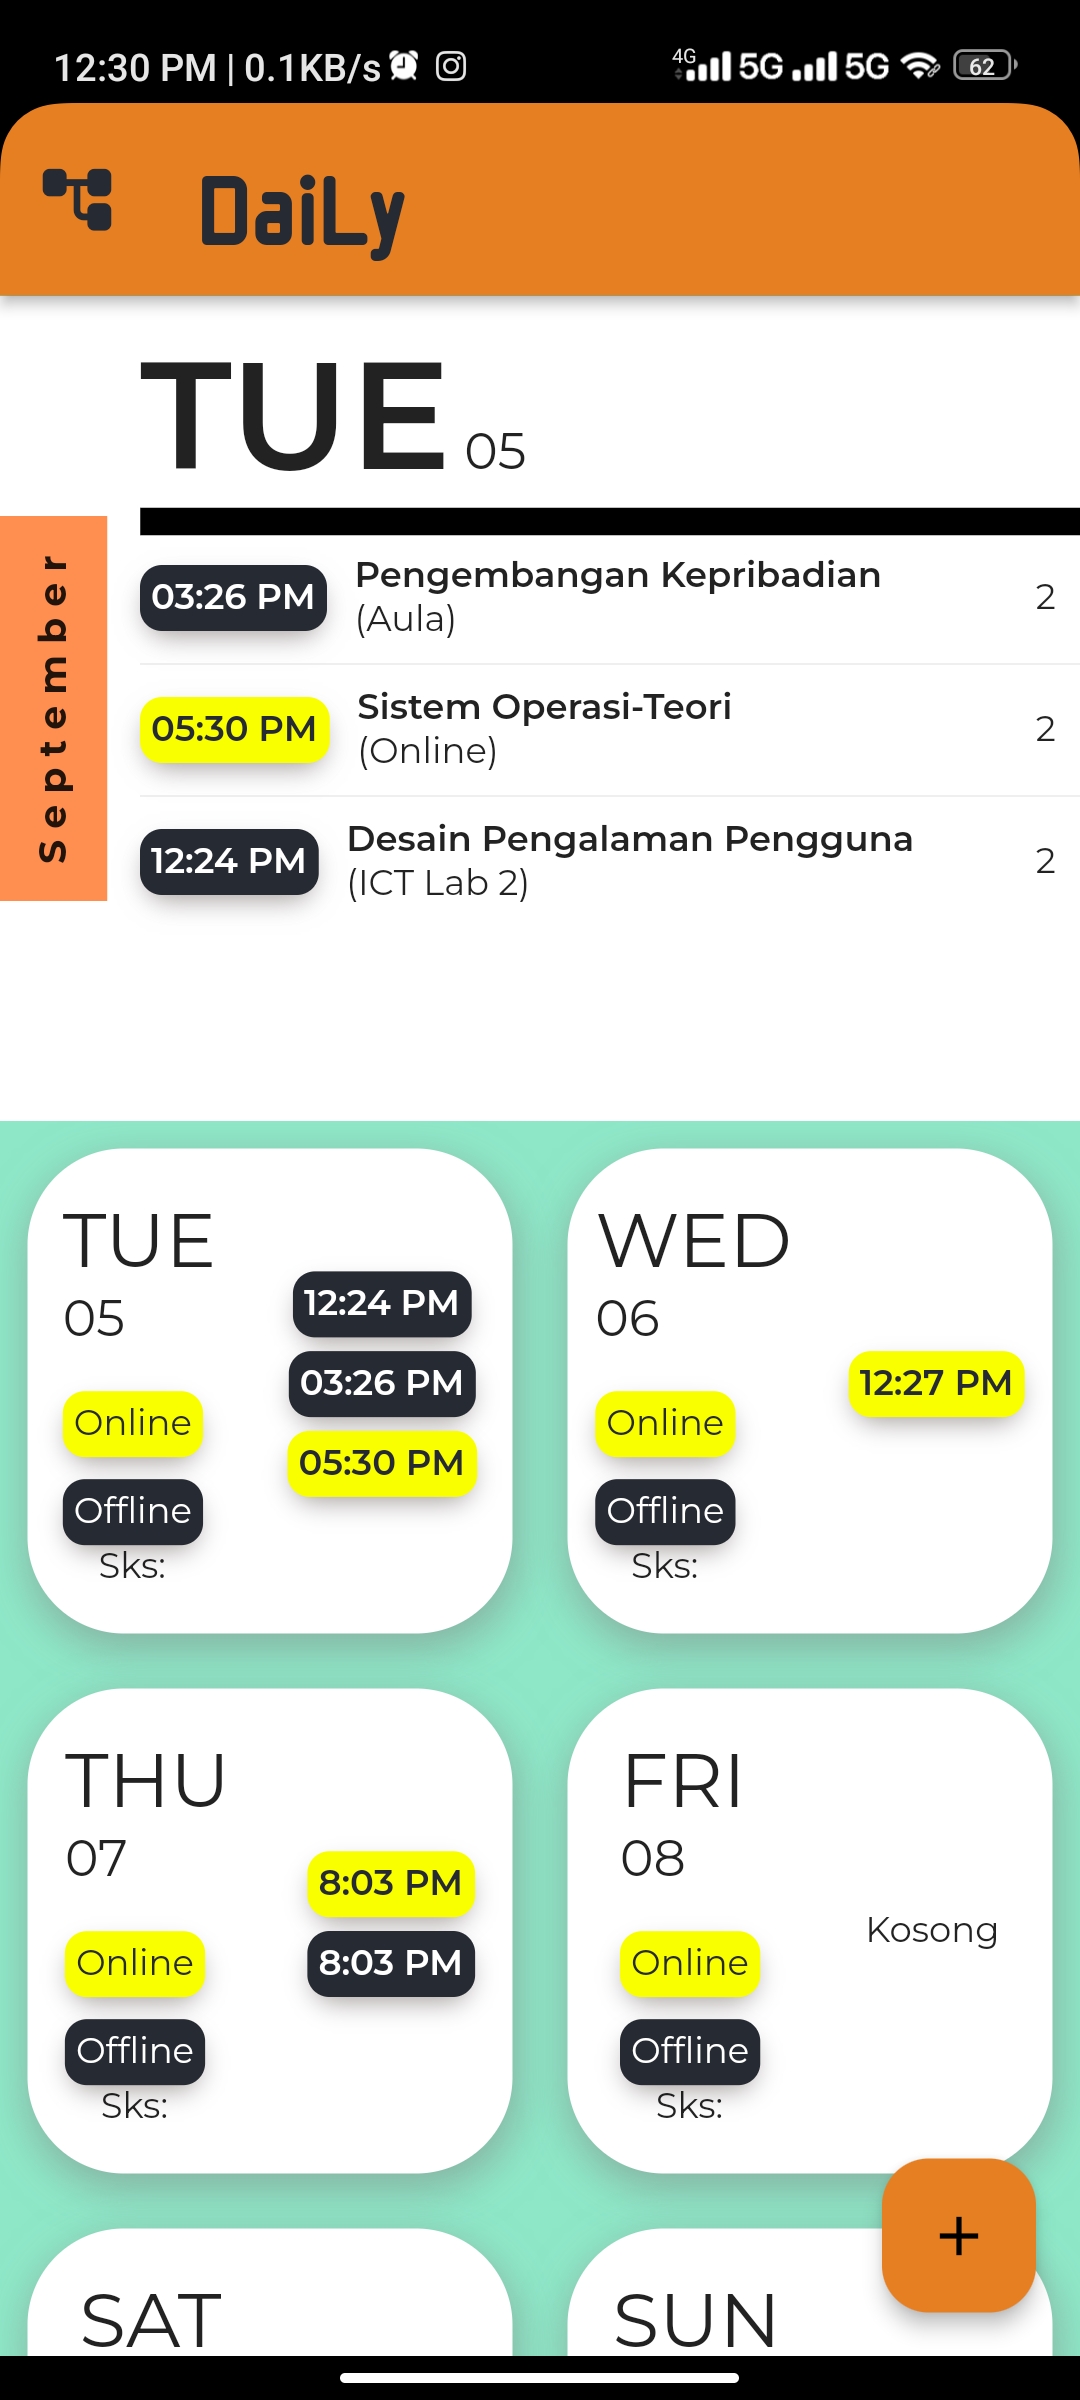 12:30 PM | 0.1KB/s 4G 5G 5G 62
DaiLy
TUE 05
September
03:26 PM Pengembangan Kepribadian 2
(Aula)
05:30 PM Sistem Operasi-Teori 2
(Online)
12:24 PM Desain Pengalaman Pengguna 2
(ICT Lab 2)
TUE
05
Online
Offline
Sks:
12:24 PM
03:26 PM
05:30 PM
WED
06
Online
Offline
Sks:
12:27 PM
THU
07
Online
Offline
Sks:
8:03 PM
8:03 PM
FRI
08
Online
Offline
Sks:
Kosong
+
SAT
SUN